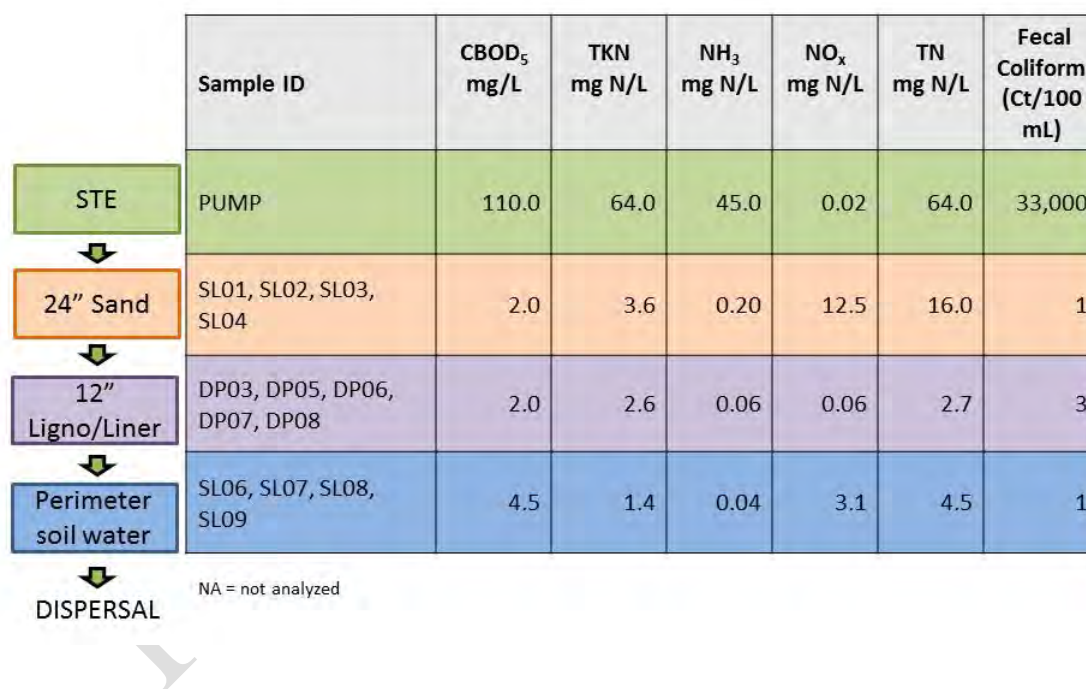 Sample ID
CBOD₅
mg/L
TKN
mg N/L
NH₃
mg N/L
NOₓ
mg N/L
TN
mg N/L
Fecal
Coliform
(Ct/100
mL)
STE
PUMP
110.0
64.0
45.0
0.02
64.0
33,000
24” Sand
SL01, SL02, SL03,
SL04
2.0
3.6
0.20
12.5
16.0
1
12”
Ligno/Liner
DP03, DP05, DP06,
DP07, DP08
2.0
2.6
0.06
0.06
2.7
3
Perimeter
soil water
SL06, SL07, SL08,
SL09
4.5
1.4
0.04
3.1
4.5
1
DISPERSAL
NA = not analyzed